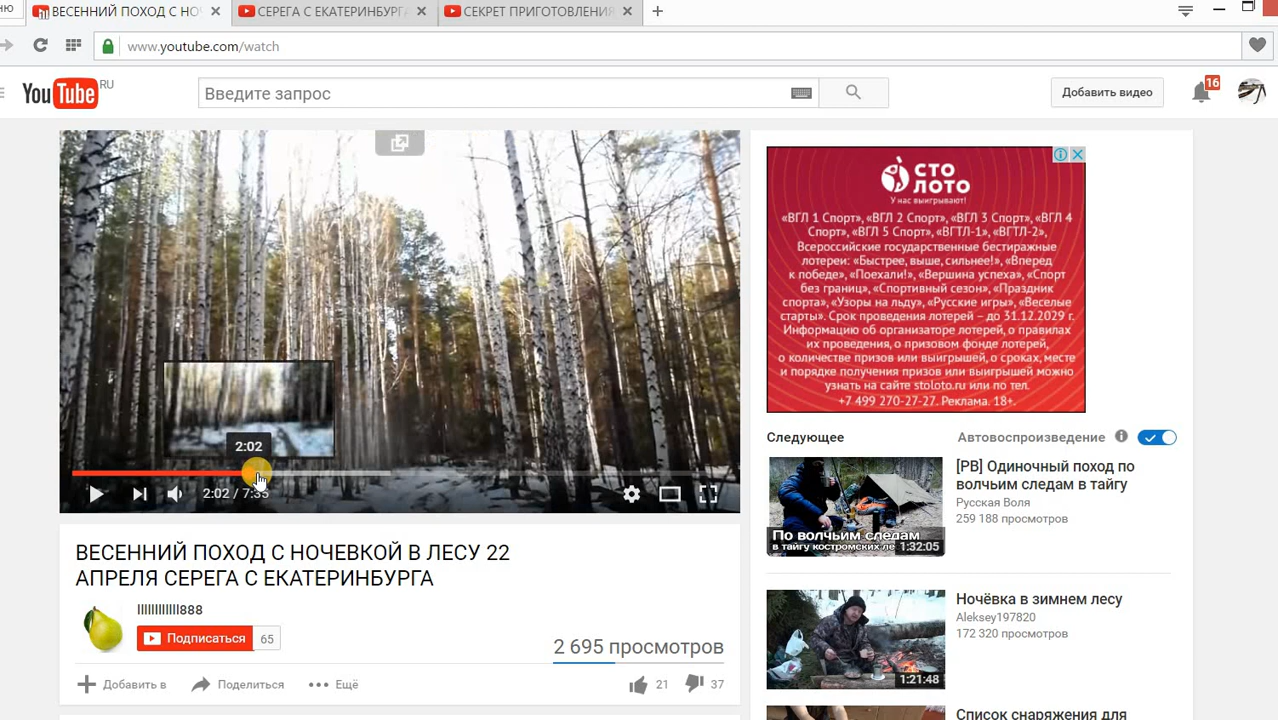 ню
ВЕСЕННИЙ ПОХОД С НО
СЕРЕГА С ЕКАТЕРИНБУРГА
СЕКРЕТ ПРИГОТОВЛЕНИЯ
www.youtube.com/watch
YouTube RU
Введите запрос
Добавить видео
16
СТО
ЛОТО
У нас выигрывают!
«ВГЛ 1 Спорт», «ВГЛ 2 Спорт», «ВГЛ 3 Спорт», «ВГЛ 4
Спорт», «ВГЛ 5 Спорт», «ВГТЛ-1», «ВГТЛ-2»,
Всероссийские государственные бестиражные
лотереи: «Быстрее, выше, сильнее!», «Вперед
к победе», «Поехали!», «Вершина успеха», «Спорт
без границ», «Спортивный сезон», «Праздник
спорта», «Узоры на льду», «Русские игры», «Веселые
старты». Срок проведения лотерей – до 31.12.2029 г.
Информацию об организаторе лотерей, о правилах
их проведения, о призовом фонде лотерей,
о количестве призов или выигрышей, о сроках, месте
и порядке получения призов или выигрышей можно
узнать на сайте stoloto.ru или по тел.
+7 499 270-27-27. Реклама. 18+.
2:02
2:02 / 7:35
Следующее
Автовоспроизведение
[РВ] Одиночный поход по
волчьим следам в тайгу
Русская Воля
259 188 просмотров
По волчьим следам
в тайгу костромских ле
1:32:05
Ночёвка в зимнем лесу
Aleksey197820
172 320 просмотров
1:21:48
Список снаряжения для
ВЕСЕННИЙ ПОХОД С НОЧЕВКОЙ В ЛЕСУ 22
АПРЕЛЯ СЕРЕГА С ЕКАТЕРИНБУРГА
Подписаться
65
2 695 просмотров
Добавить в
Поделиться
Ещё
21
37